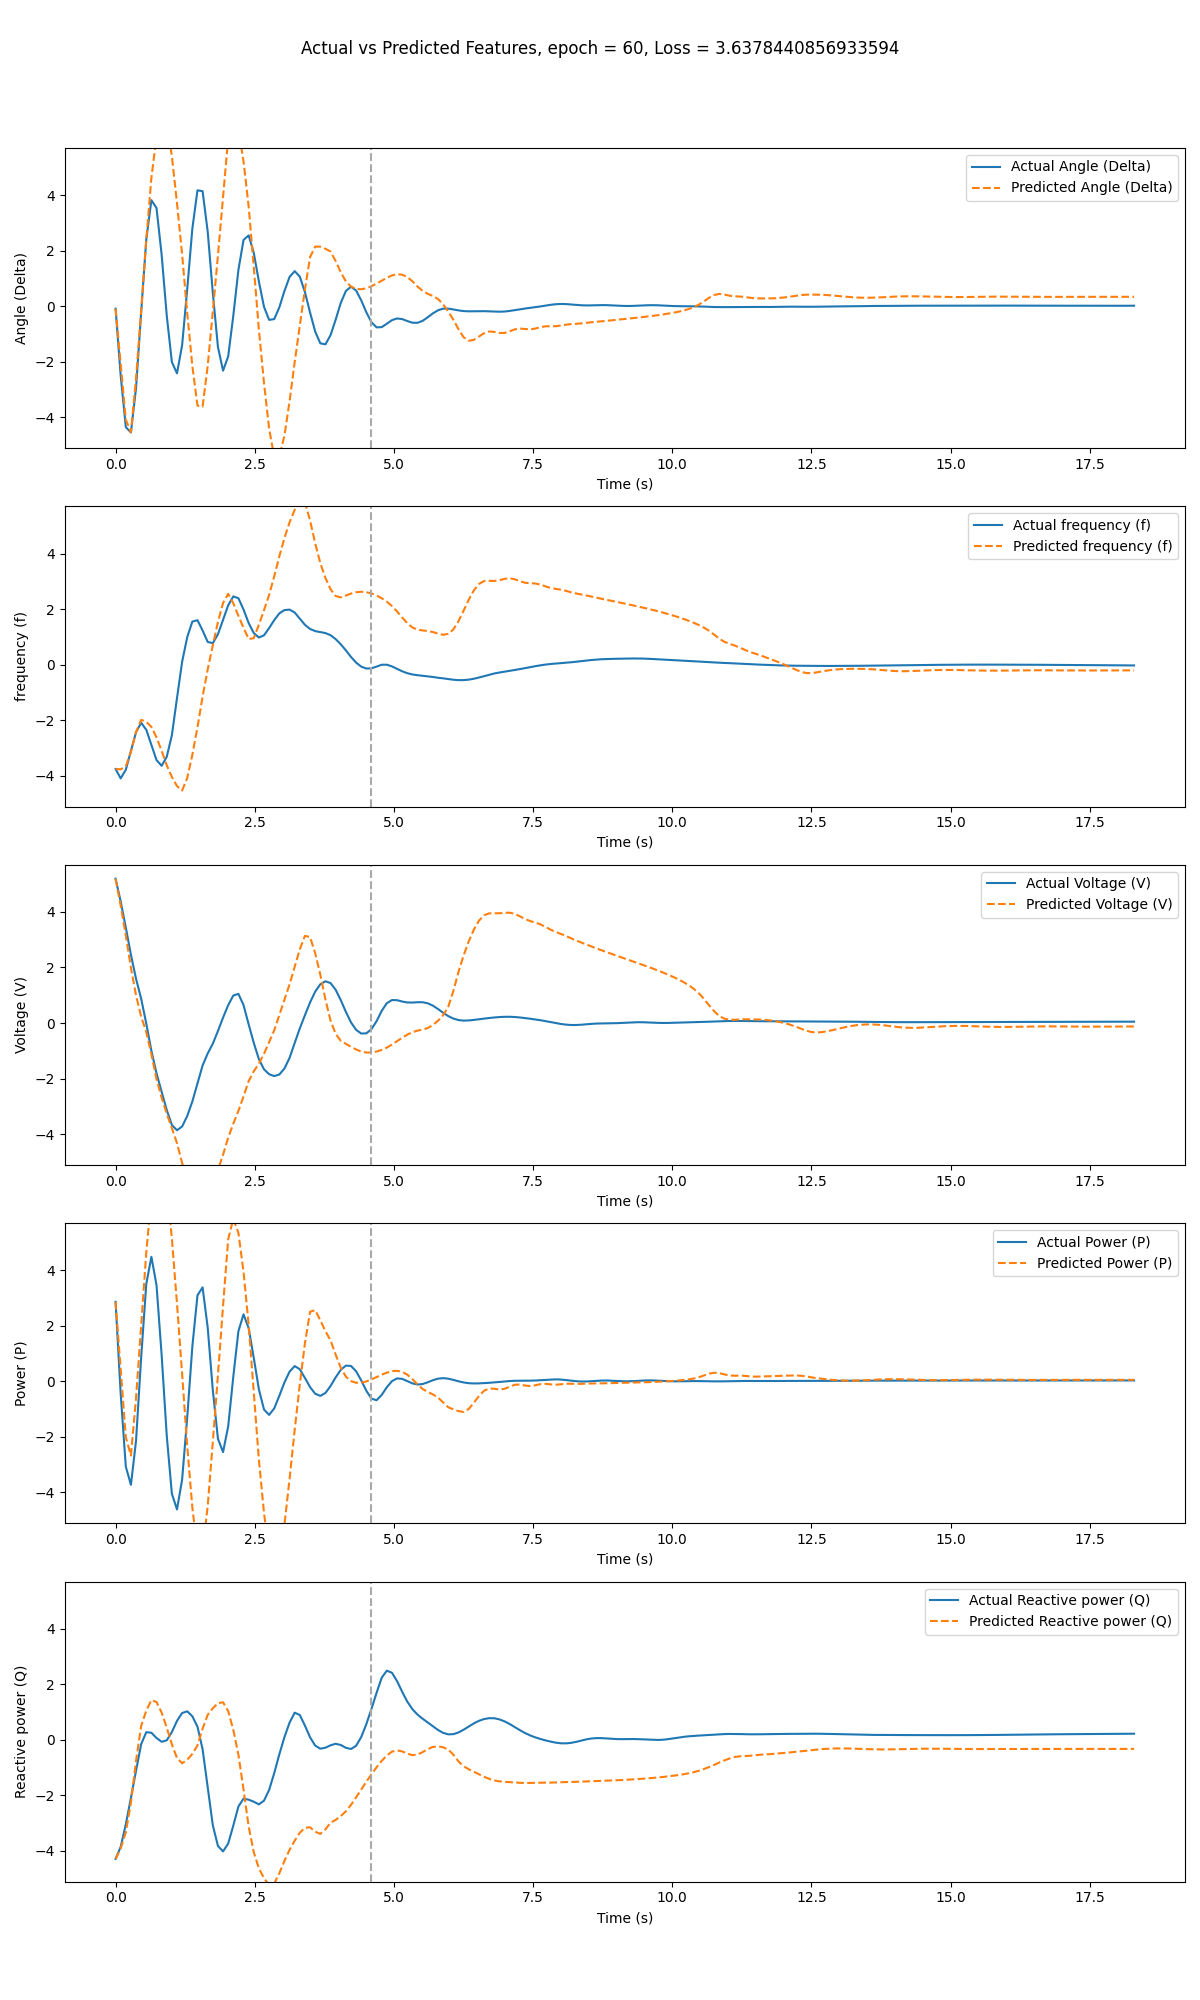 Actual vs Predicted Features, epoch = 60, Loss = 3.6378440856933594
Actual Angle (Delta)
Predicted Angle (Delta)
Angle (Delta)
4
2
0
−2
−4
0.0 2.5 5.0 7.5 10.0 12.5 15.0 17.5
Time (s)
Actual frequency (f)
Predicted frequency (f)
frequency (f)
4
2
0
−2
−4
0.0 2.5 5.0 7.5 10.0 12.5 15.0 17.5
Time (s)
Actual Voltage (V)
Predicted Voltage (V)
Voltage (V)
4
2
0
−2
−4
0.0 2.5 5.0 7.5 10.0 12.5 15.0 17.5
Time (s)
Actual Power (P)
Predicted Power (P)
Power (P)
4
2
0
−2
−4
0.0 2.5 5.0 7.5 10.0 12.5 15.0 17.5
Time (s)
Actual Reactive power (Q)
Predicted Reactive power (Q)
Reactive power (Q)
4
2
0
−2
−4
0.0 2.5 5.0 7.5 10.0 12.5 15.0 17.5
Time (s)